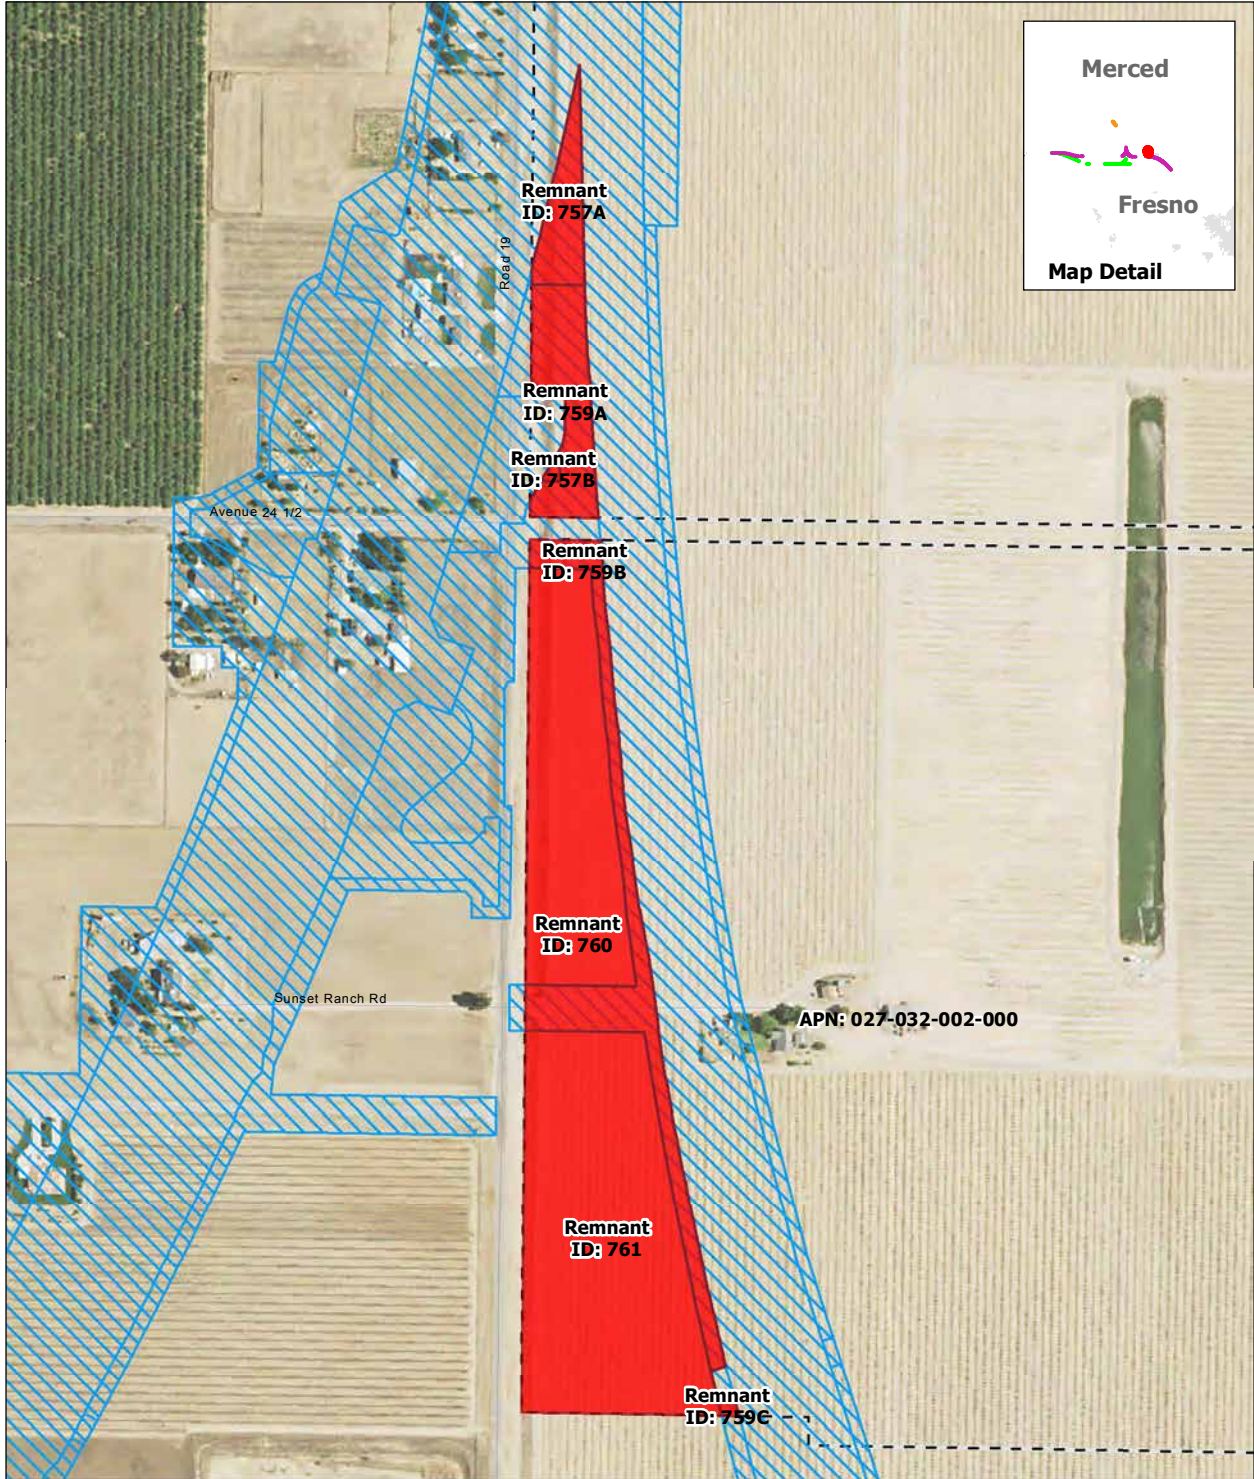 Merced
Fresno
Map Detail
Remnant
ID: 757A
Road 19
Remnant
ID: 759A
Remnant
ID: 757B
Avenue 24 1/2
Remnant
ID: 759B
Remnant
ID: 760
Sunset Ranch Rd
APN: 027-032-002-000
Remnant
ID: 761
Remnant
ID: 759C